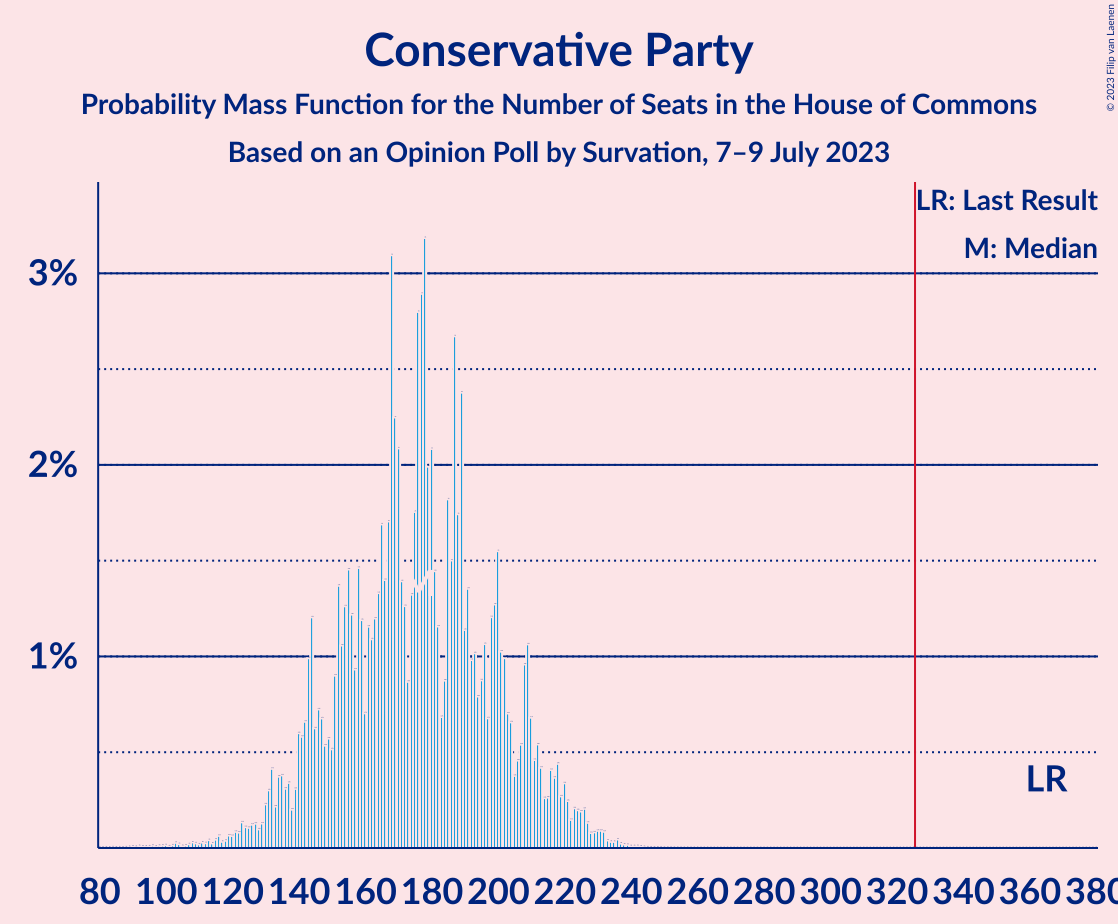 Conservative Party
Probability Mass Function for the Number of Seats in the House of Commons
Based on an Opinion Poll by Survation, 7–9 July 2023
© 2023 Filip van Laenen
LR: Last Result
M: Median
3%
2%
1%
LR
80 100 120 140 160 180 200 220 240 260 280 300 320 340 360 380